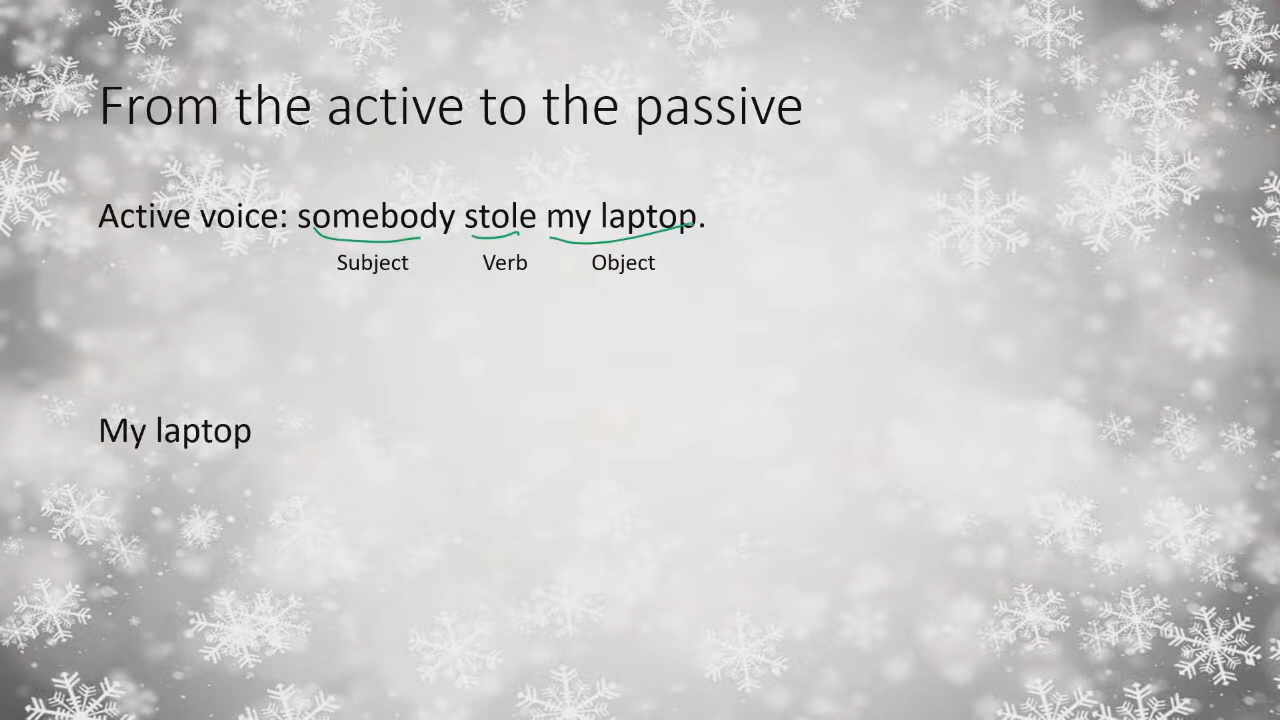 From the active to the passive
Active voice: somebody stole my laptop.
Subject Verb Object
My laptop